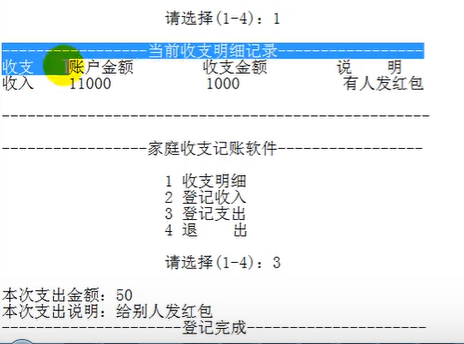 请选择(1-4): 1
-----------------当前收支明细记录-----------------
收支 账户金额 收支金额 说 明
收入 11000 1000 有人发红包
--------------------------------------------------
-----------------家庭收支记账软件-----------------
1 收支明细
2 登记收入
3 登记支出
4 退 出
请选择(1-4): 3
本次支出金额: 50
本次支出说明: 给别人发红包
---------------------登记完成---------------------